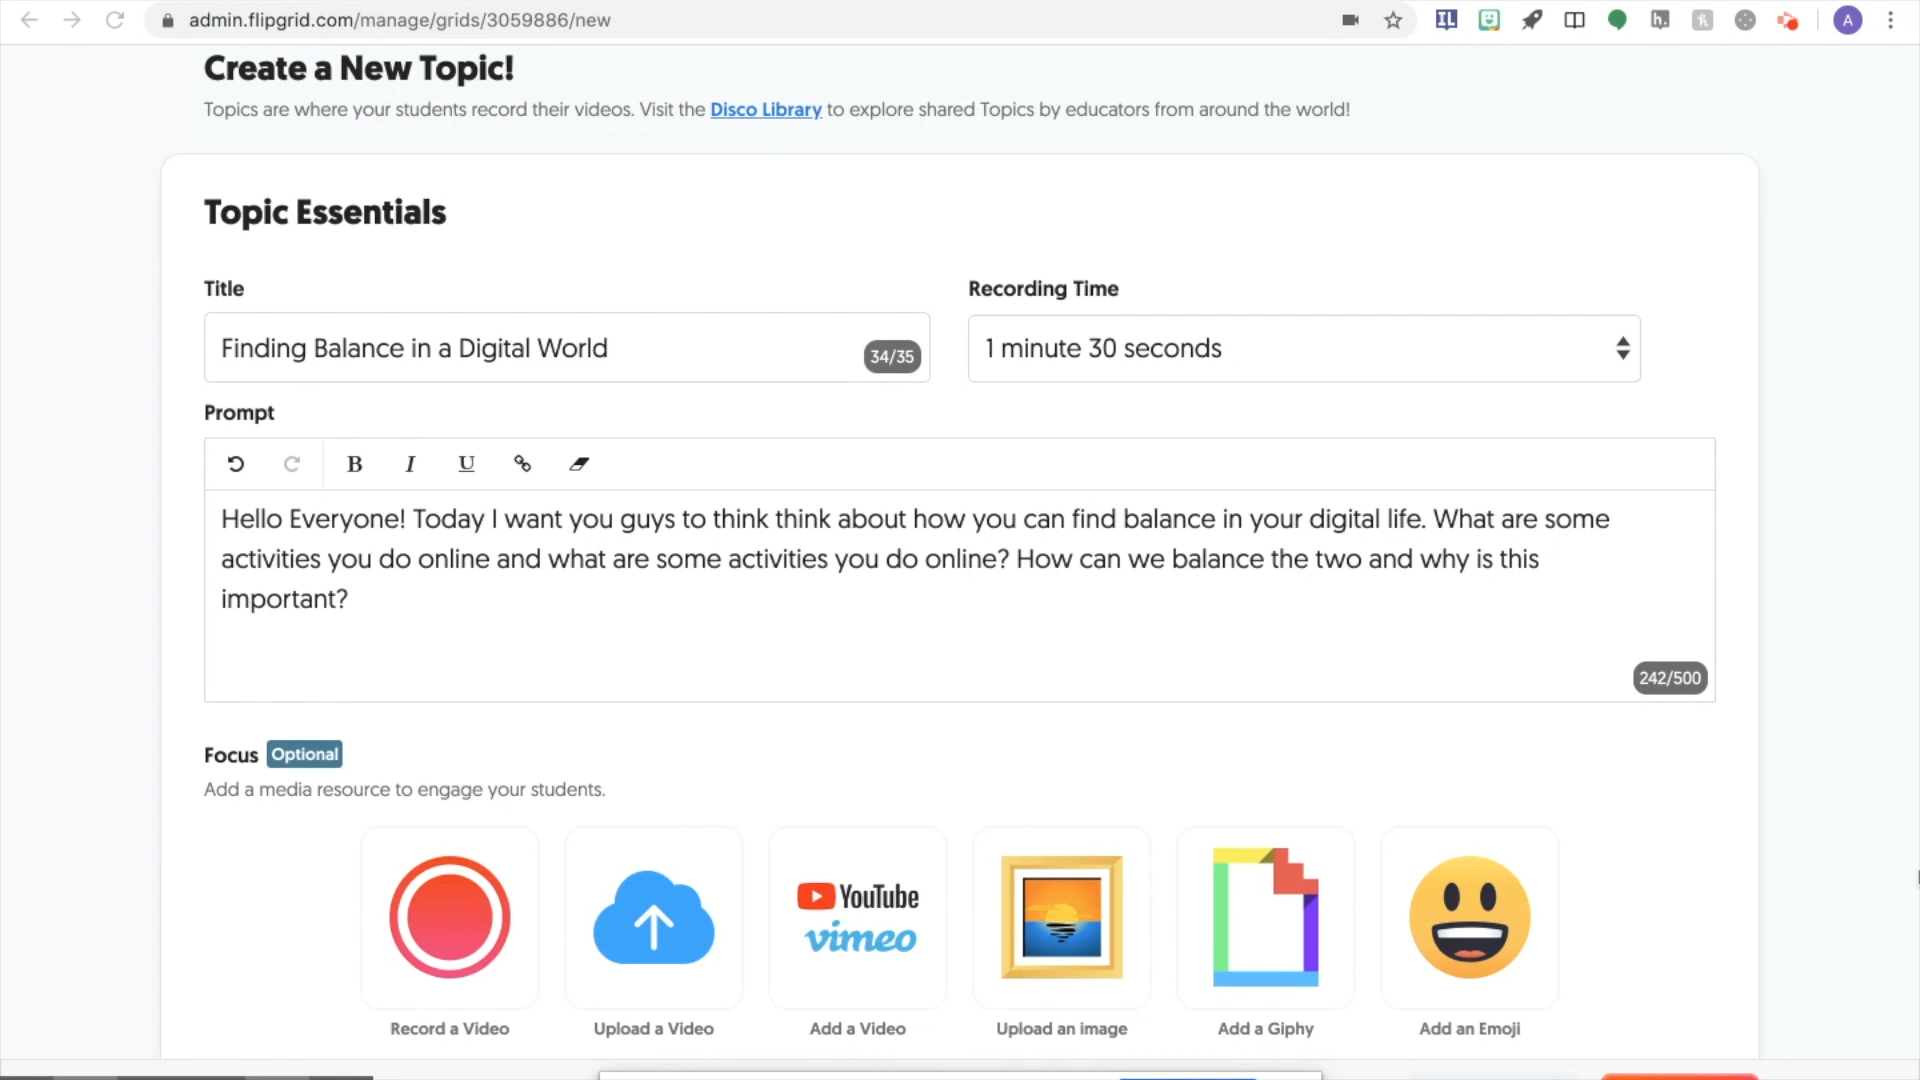 admin.flipgrid.com/manage/grids/3059886/new
IL
h.
A
Create a New Topic!
Topics are where your students record their videos. Visit the Disco Library to explore shared Topics by educators from around the world!
Topic Essentials
Title
Recording Time
Finding Balance in a Digital World
34/35
1 minute 30 seconds
Prompt
B I U
Hello Everyone! Today I want you guys to think think about how you can find balance in your digital life. What are some
activities you do online and what are some activities you do online? How can we balance the two and why is this
important?
242/500
Focus Optional
Add a media resource to engage your students.
YouTube
vimeo
Record a Video
Upload a Video
Add a Video
Upload an image
Add a Giphy
Add an Emoji